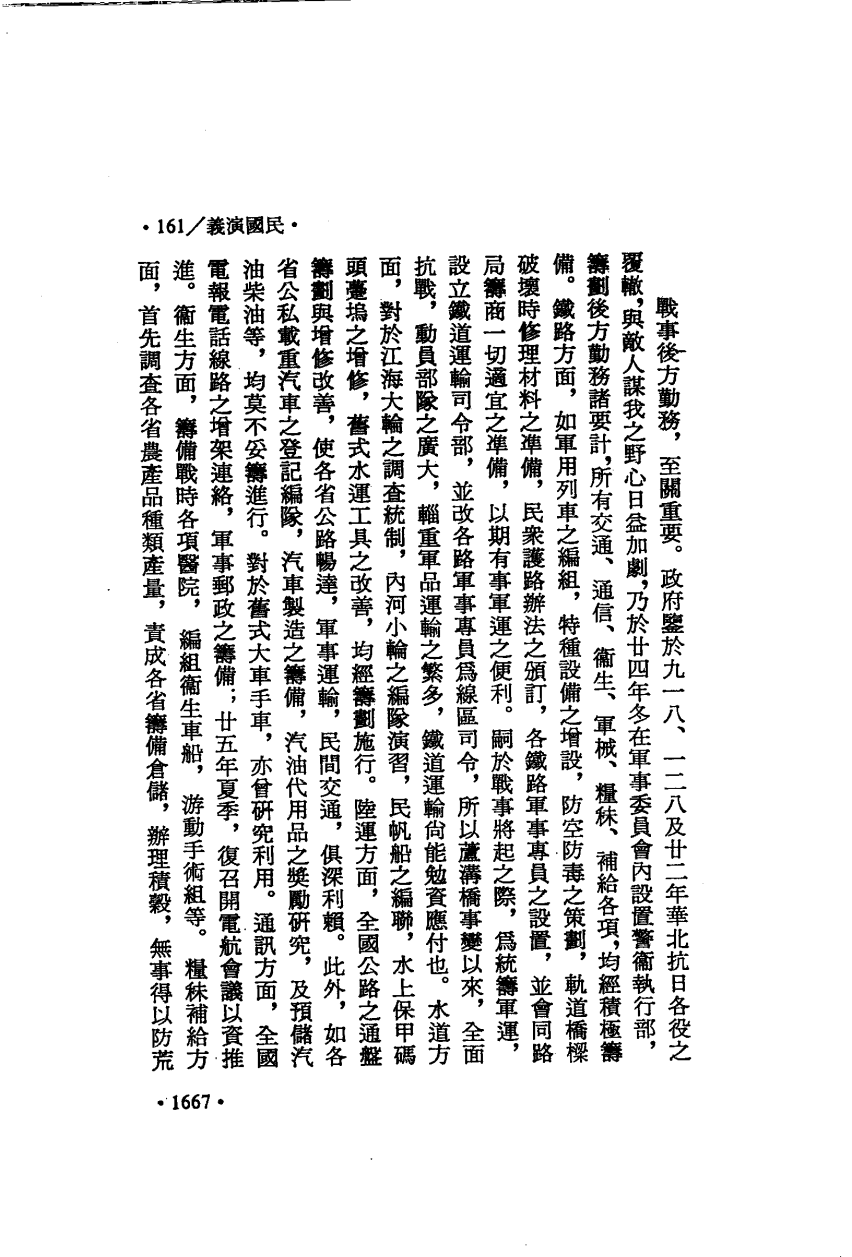 •民國演義/161•
戰事後方勤務，至關重要。政府鑒於九一八、一二八及廿二年華北抗日各役之
覆轍，與敵人謀我之野心日益加劇，乃於廿四年冬在軍事委員會內設置警衞執行部，
籌劃後方勤務諸要計，所有交通、通信、衞生、軍械、糧秣、補給各項，均經積極籌
備。鐵路方面，如軍用列車之編組，特種設備之增設，防空防毒之策劃，軌道橋樑
破壞時修理材料之準備，民衆護路辦法之頒訂，各鐵路軍事專員之設置，並會同路
局籌商一切適宜之準備，以期有事軍運之便利。嗣於戰事將起之際，爲統籌軍運，
設立鐵道運輸司令部，並改各路軍事專員爲線區司令，所以蘆溝橋事變以來，全面
抗戰，動員部隊之廣大，輜重軍品運輸之繁多，鐵道運輸尙能勉資應付也。水道方
面，對於江海大輪之調查統制，內河小輪之編隊演習，民帆船之編聯，水上保甲碼
頭躉塢之增修，舊式水運工具之改善，均經籌劃施行。陸運方面，全國公路之通盤
籌劃與增修改善，使各省公路暢達，軍事運輸，民間交通，俱深利賴。此外，如各
省公私載重汽車之登記編隊，汽車製造之籌備，汽油代用品之獎勵研究，及預儲汽
油柴油等，均莫不妥籌進行。對於舊式大車手車，亦曾研究利用。通訊方面，全國
電報電話線路之增架連絡，軍事郵政之籌備；廿五年夏季，復召開電航會議以資推
進。衞生方面，籌備戰時各項醫院，編組衞生車船，游動手術組等。糧秣補給方
面，首先調查各省農產品種類產量，責成各省籌備倉儲，辦理積穀，無事得以防荒
•1667•